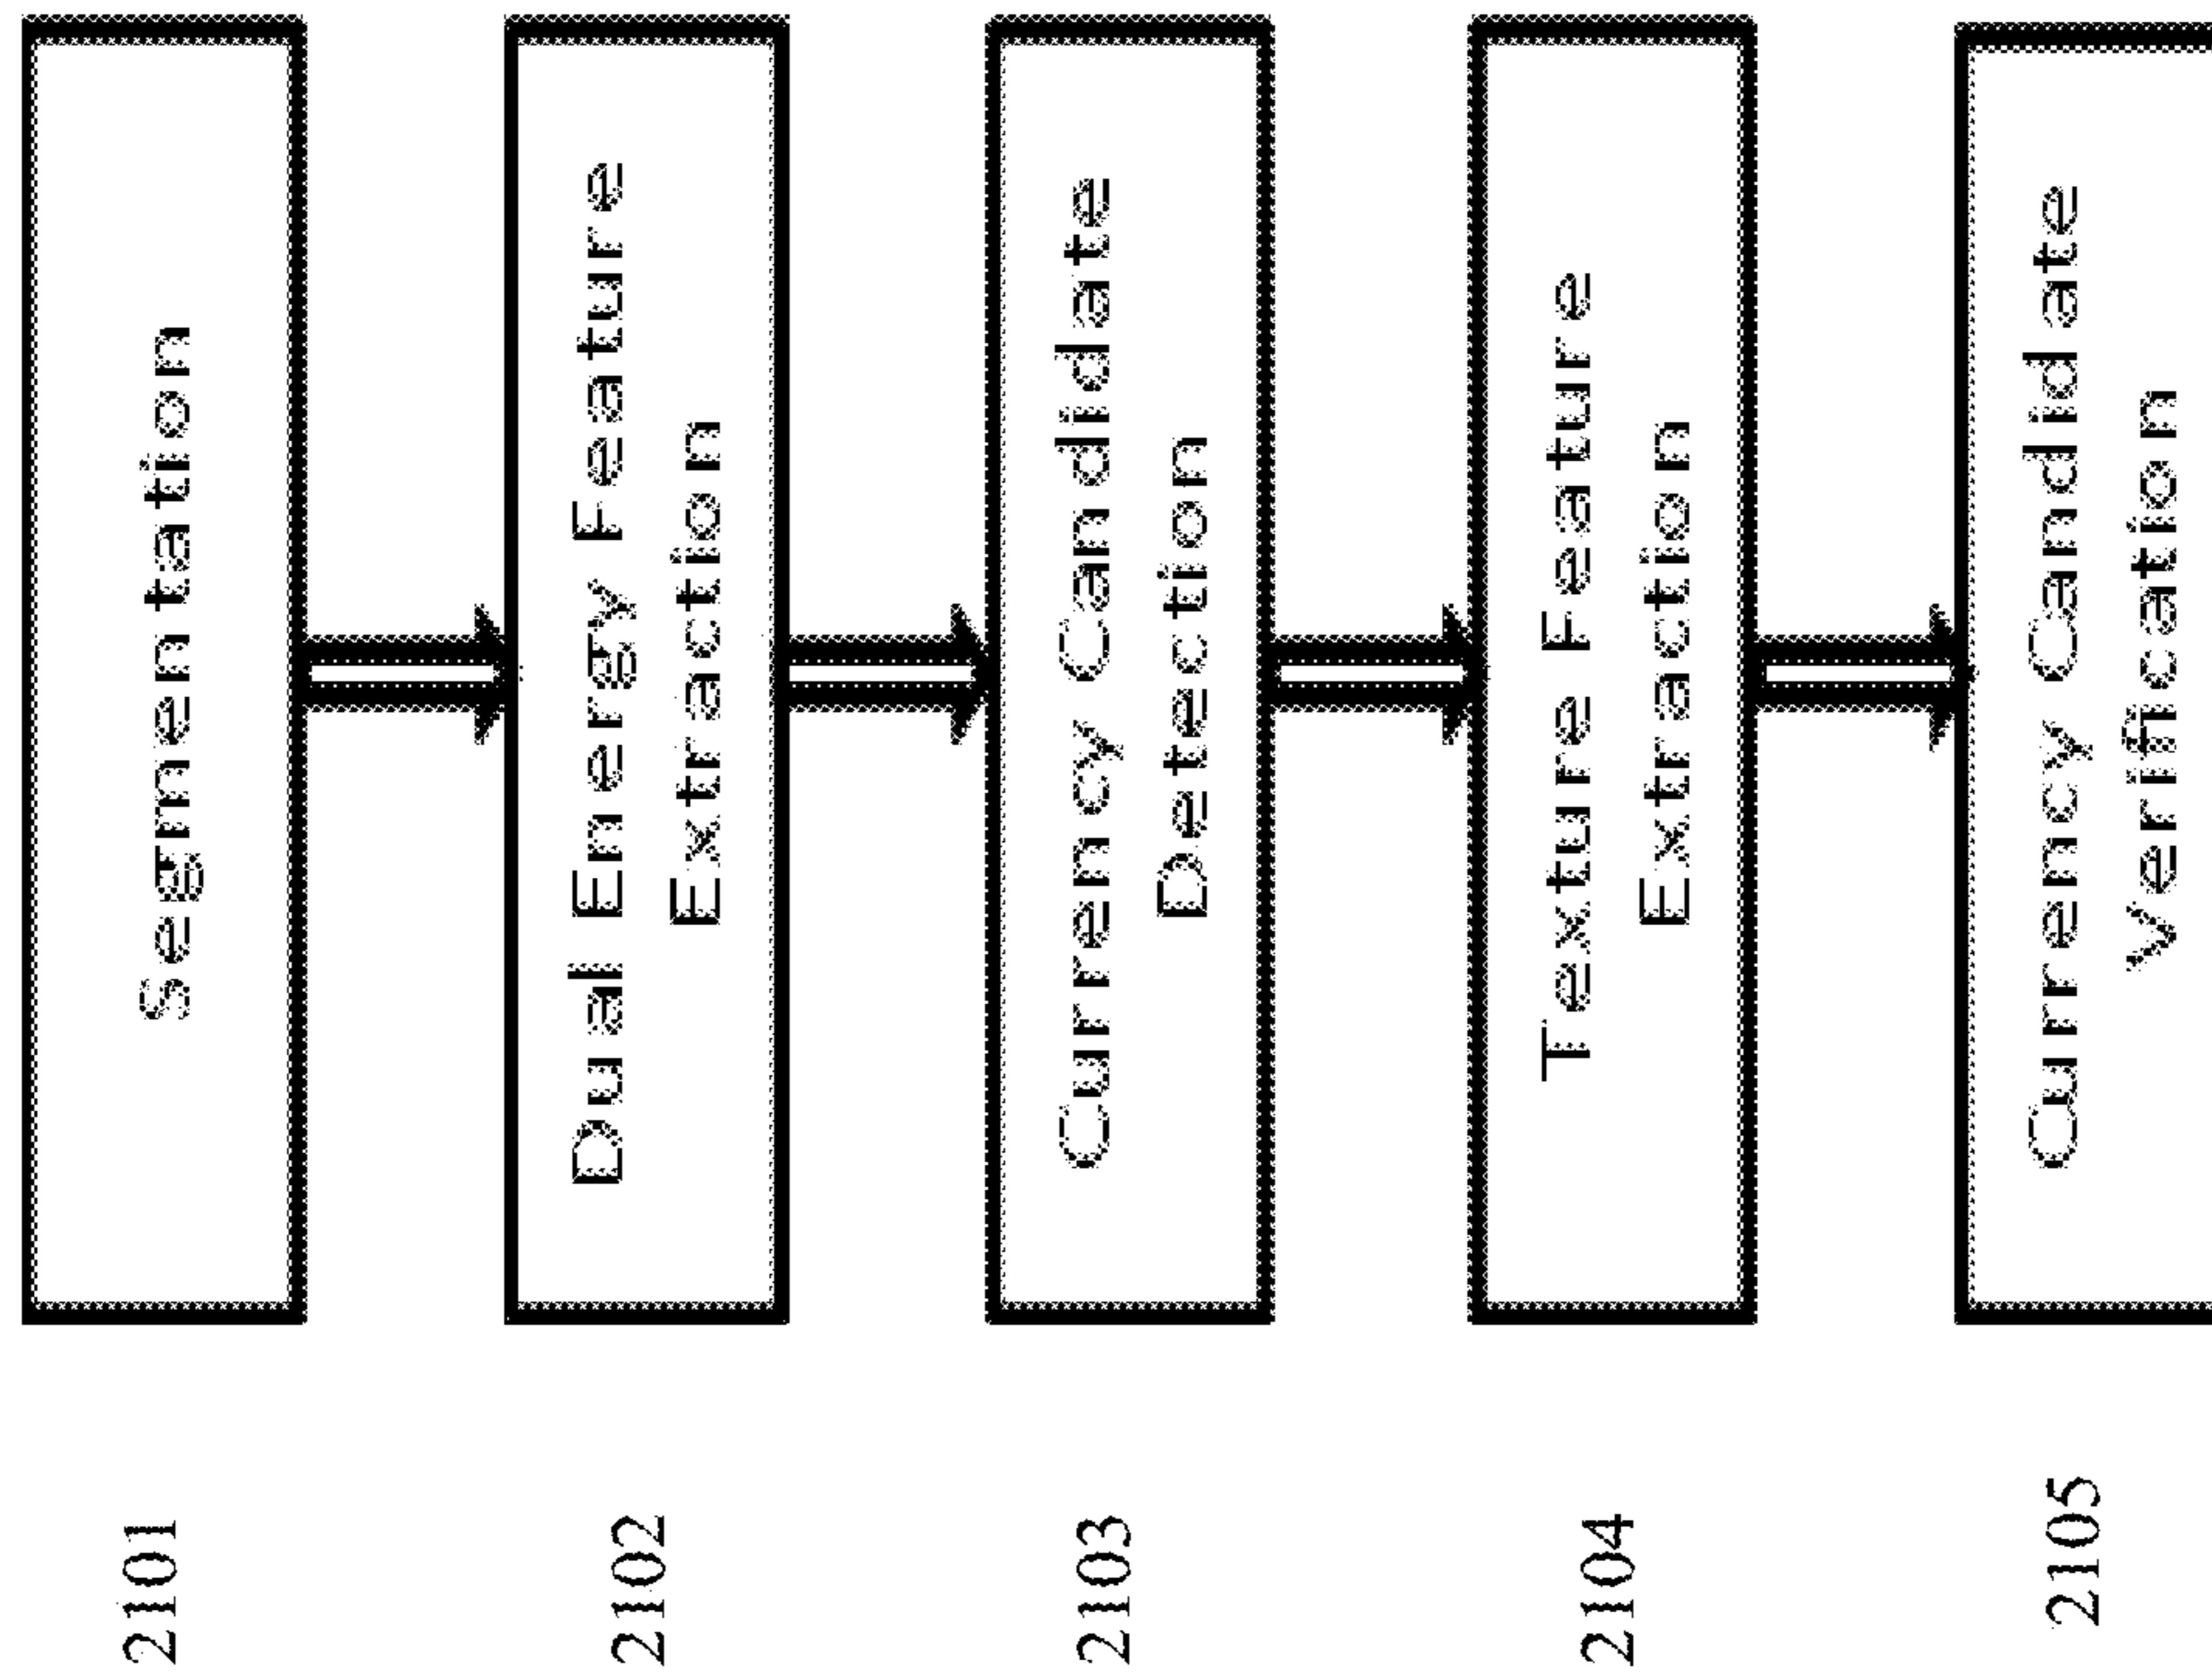 2101
Segmentation
2102
Dual Energy Feature
Extraction
2103
Currency Candidate
Detection
2104
Texture Feature
Extraction
2105
Currency Candidate
Verification